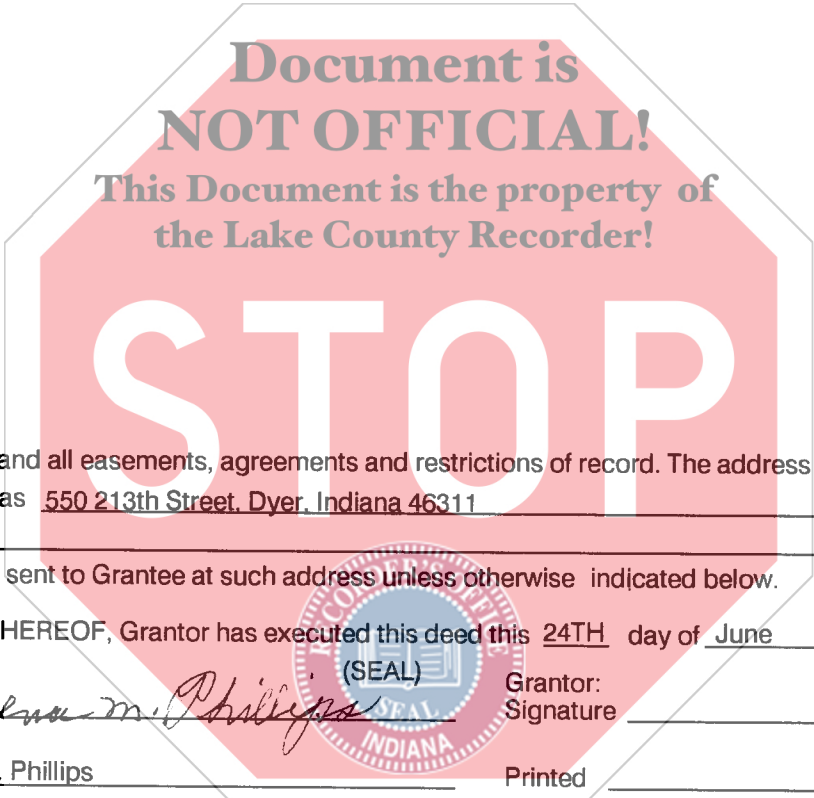 Document is
NOT OFFICIAL!
This Document is the property of
the Lake County Recorder!
STOP
and all easements, agreements and restrictions of record. The address
as 550 213th Street, Dyer, Indiana 46311
sent to Grantee at such address unless otherwise indicated below.
HEREOF, Grantor has executed this deed this 24TH day of June
(SEAL)
Grantor:
m. Phillips
Signature
Phillips
Printed
RECORDER'S OFFICE
SEAL
INDIANA